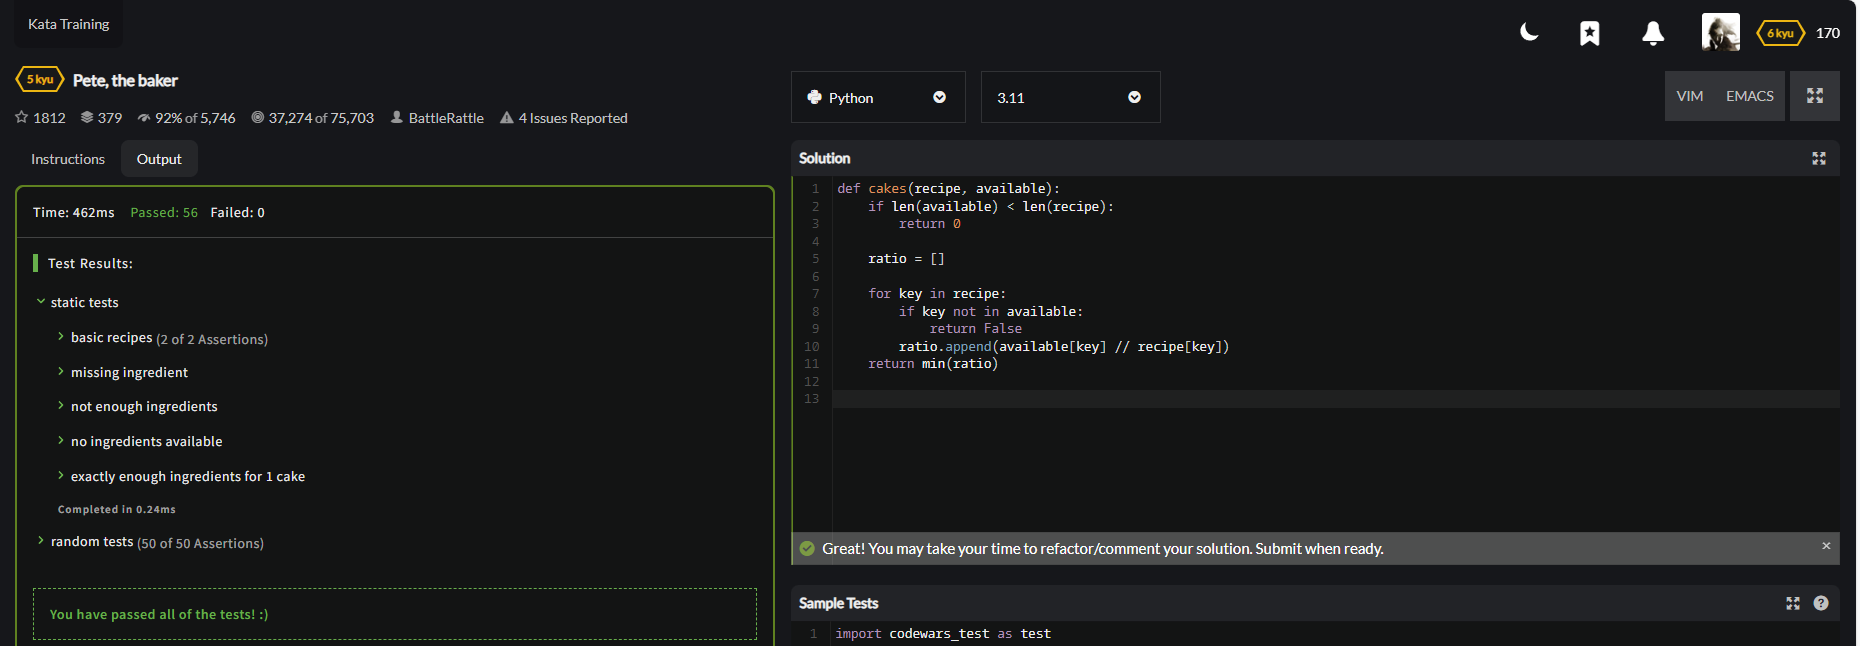 Kata Training
6 kyu 170
5 kyu Pete, the baker
1812 379 92% of 5,746 37,274 of 75,703 BattleRattle 4 Issues Reported
Python 3.11 VIM EMACS
Instructions Output
Time: 462ms Passed: 56 Failed: 0
Test Results:
static tests
basic recipes (2 of 2 Assertions)
missing ingredient
not enough ingredients
no ingredients available
exactly enough ingredients for 1 cake
Completed in 0.24ms
random tests (50 of 50 Assertions)
You have passed all of the tests! :)
Solution
1 def cakes(recipe, available):
2     if len(available) < len(recipe):
3         return 0
4
5     ratio = []
6
7     for key in recipe:
8         if key not in available:
9             return False
10         ratio.append(available[key] // recipe[key])
11     return min(ratio)
12
13
Great! You may take your time to refactor/comment your solution. Submit when ready. ×
Sample Tests ?
1 import codewars_test as test